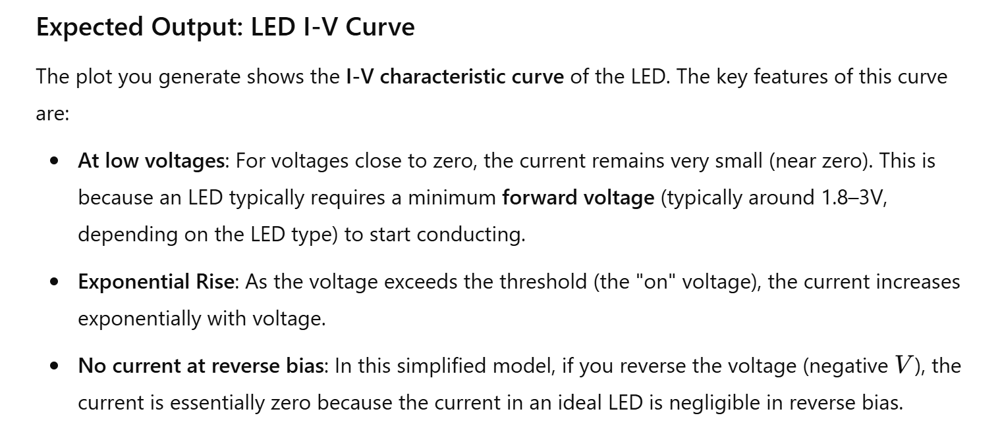 Expected Output: LED I-V Curve
The plot you generate shows the I-V characteristic curve of the LED. The key features of this curve
are:
• At low voltages: For voltages close to zero, the current remains very small (near zero). This is
because an LED typically requires a minimum forward voltage (typically around 1.8–3V,
depending on the LED type) to start conducting.
• Exponential Rise: As the voltage exceeds the threshold (the "on" voltage), the current increases
exponentially with voltage.
• No current at reverse bias: In this simplified model, if you reverse the voltage (negative V), the
current is essentially zero because the current in an ideal LED is negligible in reverse bias.